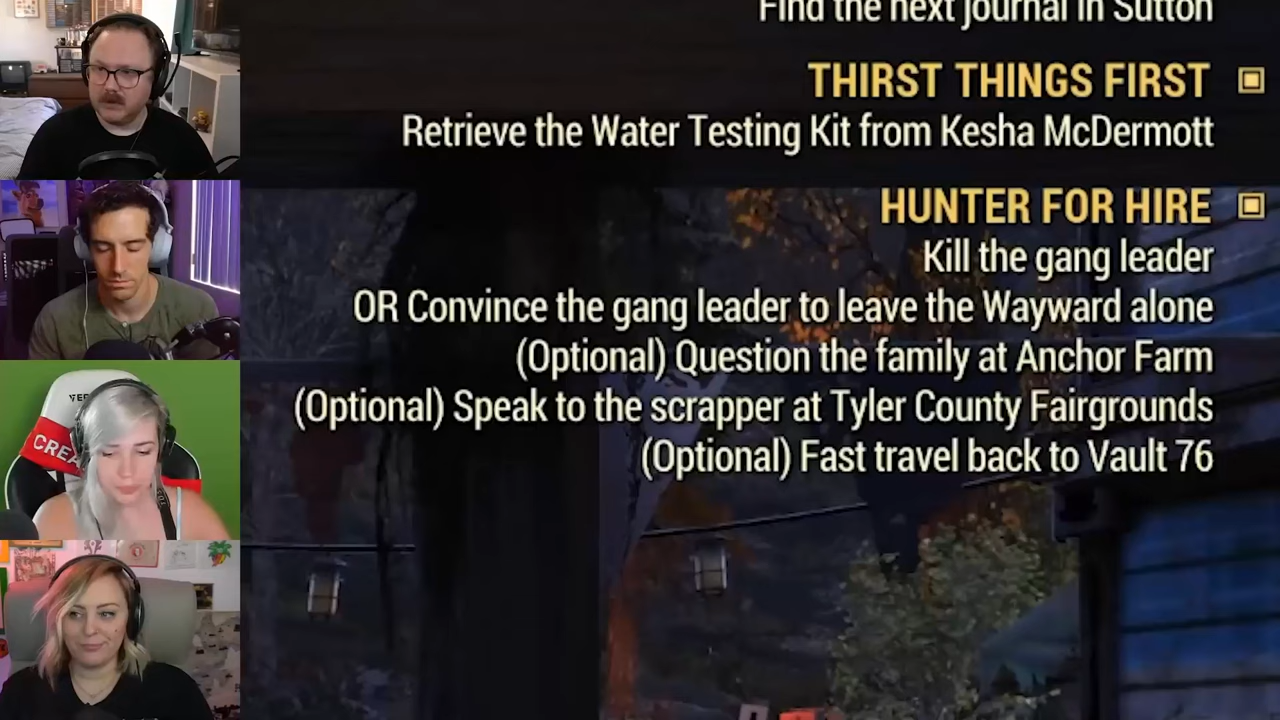 Find the next journal in Sutton
THIRST THINGS FIRST
Retrieve the Water Testing Kit from Kesha McDermott
HUNTER FOR HIRE
Kill the gang leader
OR Convince the gang leader to leave the Wayward alone
(Optional) Question the family at Anchor Farm
(Optional) Speak to the scrapper at Tyler County Fairgrounds
(Optional) Fast travel back to Vault 76